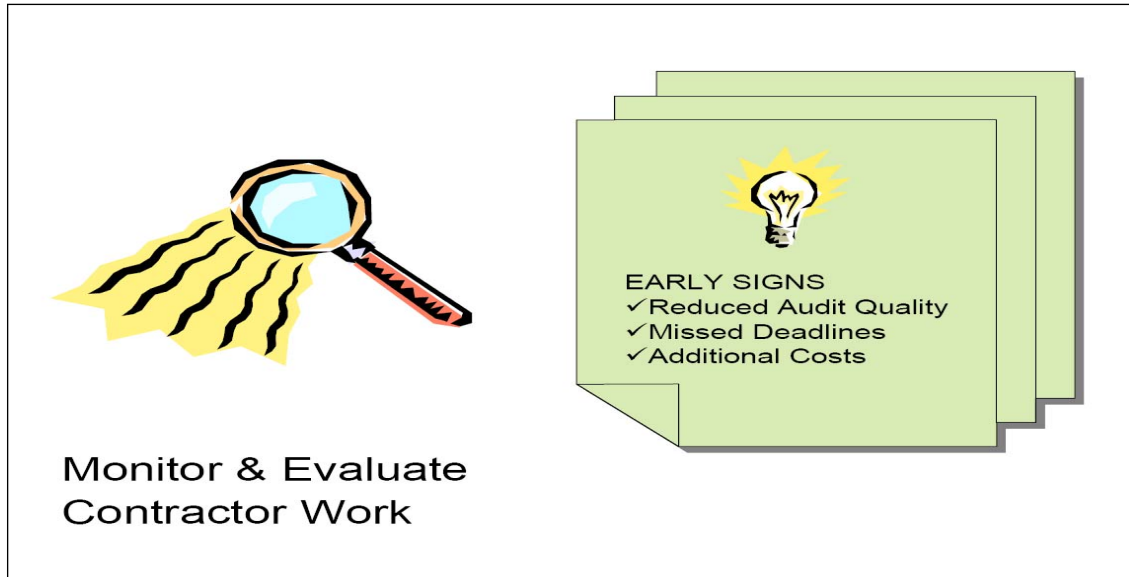 EARLY SIGNS
✓Reduced Audit Quality
✓Missed Deadlines
✓Additional Costs
Monitor & Evaluate
Contractor Work